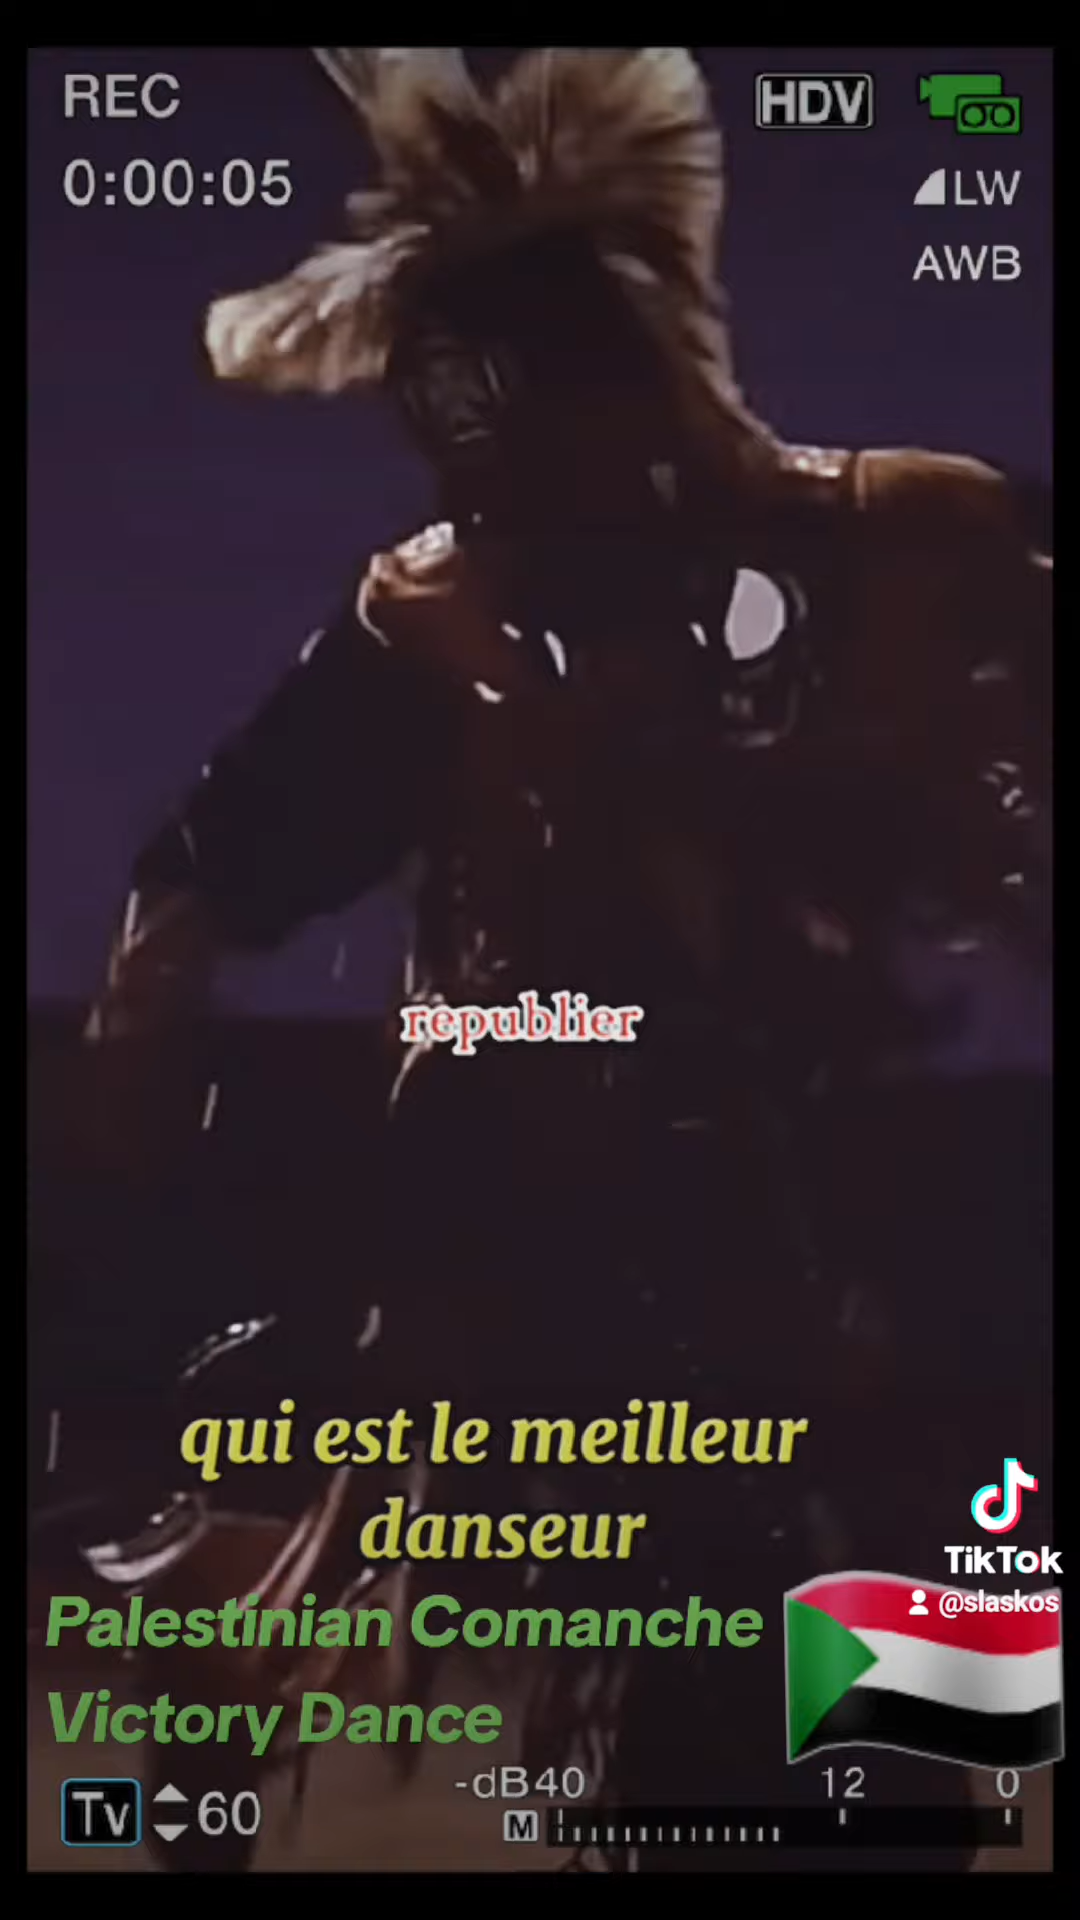 REC
HDV
0:00:05
LW
AWB
republier
qui est le meilleur
danseur
TikTok
@slaskos
Palestinian Comanche
Victory Dance
-dB40
12
0
Tv
60
M